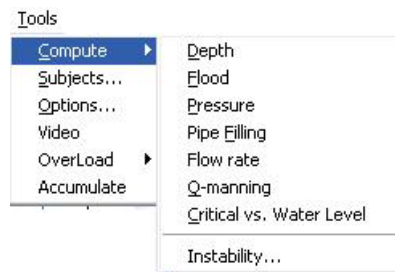 Tools
Compute
Subjects...
Options...
Video
OverLoad
Accumulate
Depth
Flood
Pressure
Pipe Filling
Flow rate
Q-manning
Critical vs. Water Level
Instability...